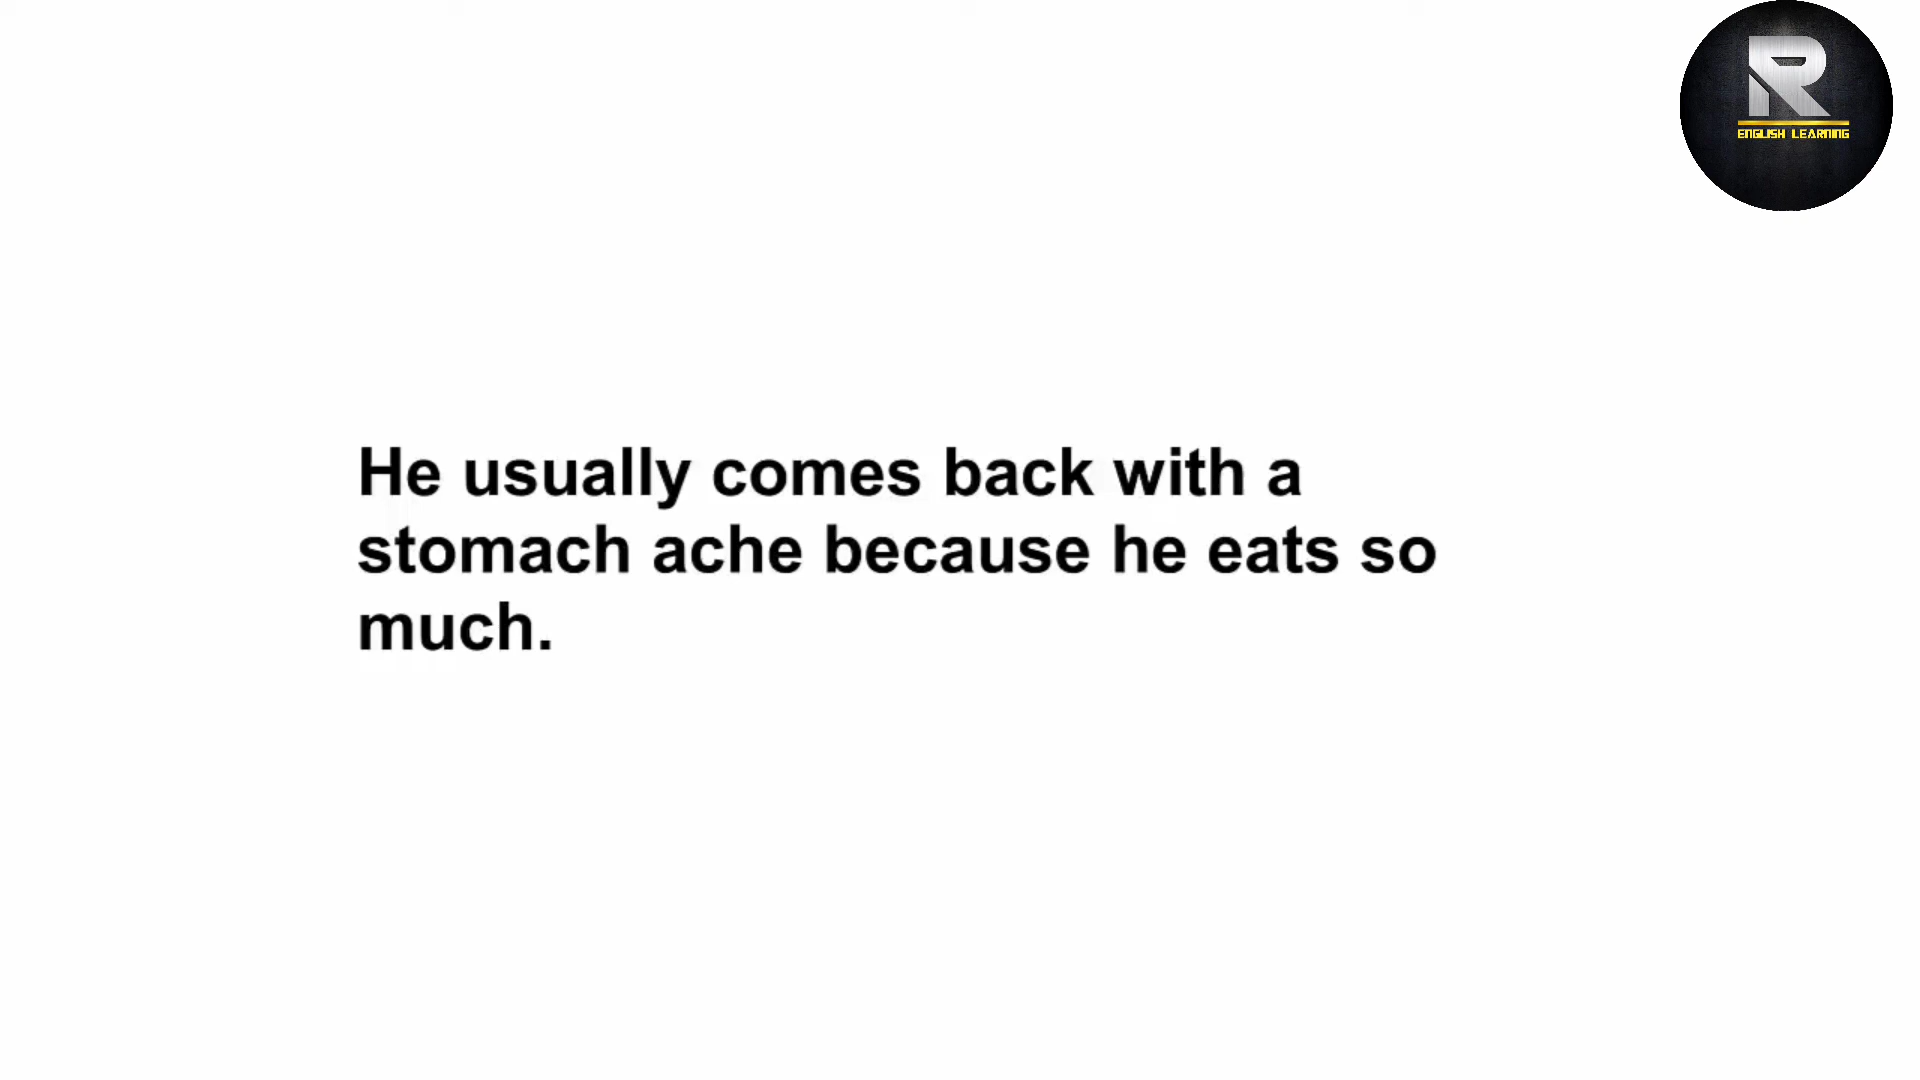 R
ENGLISH LEARNING
He usually comes back with a
stomach ache because he eats so
much.